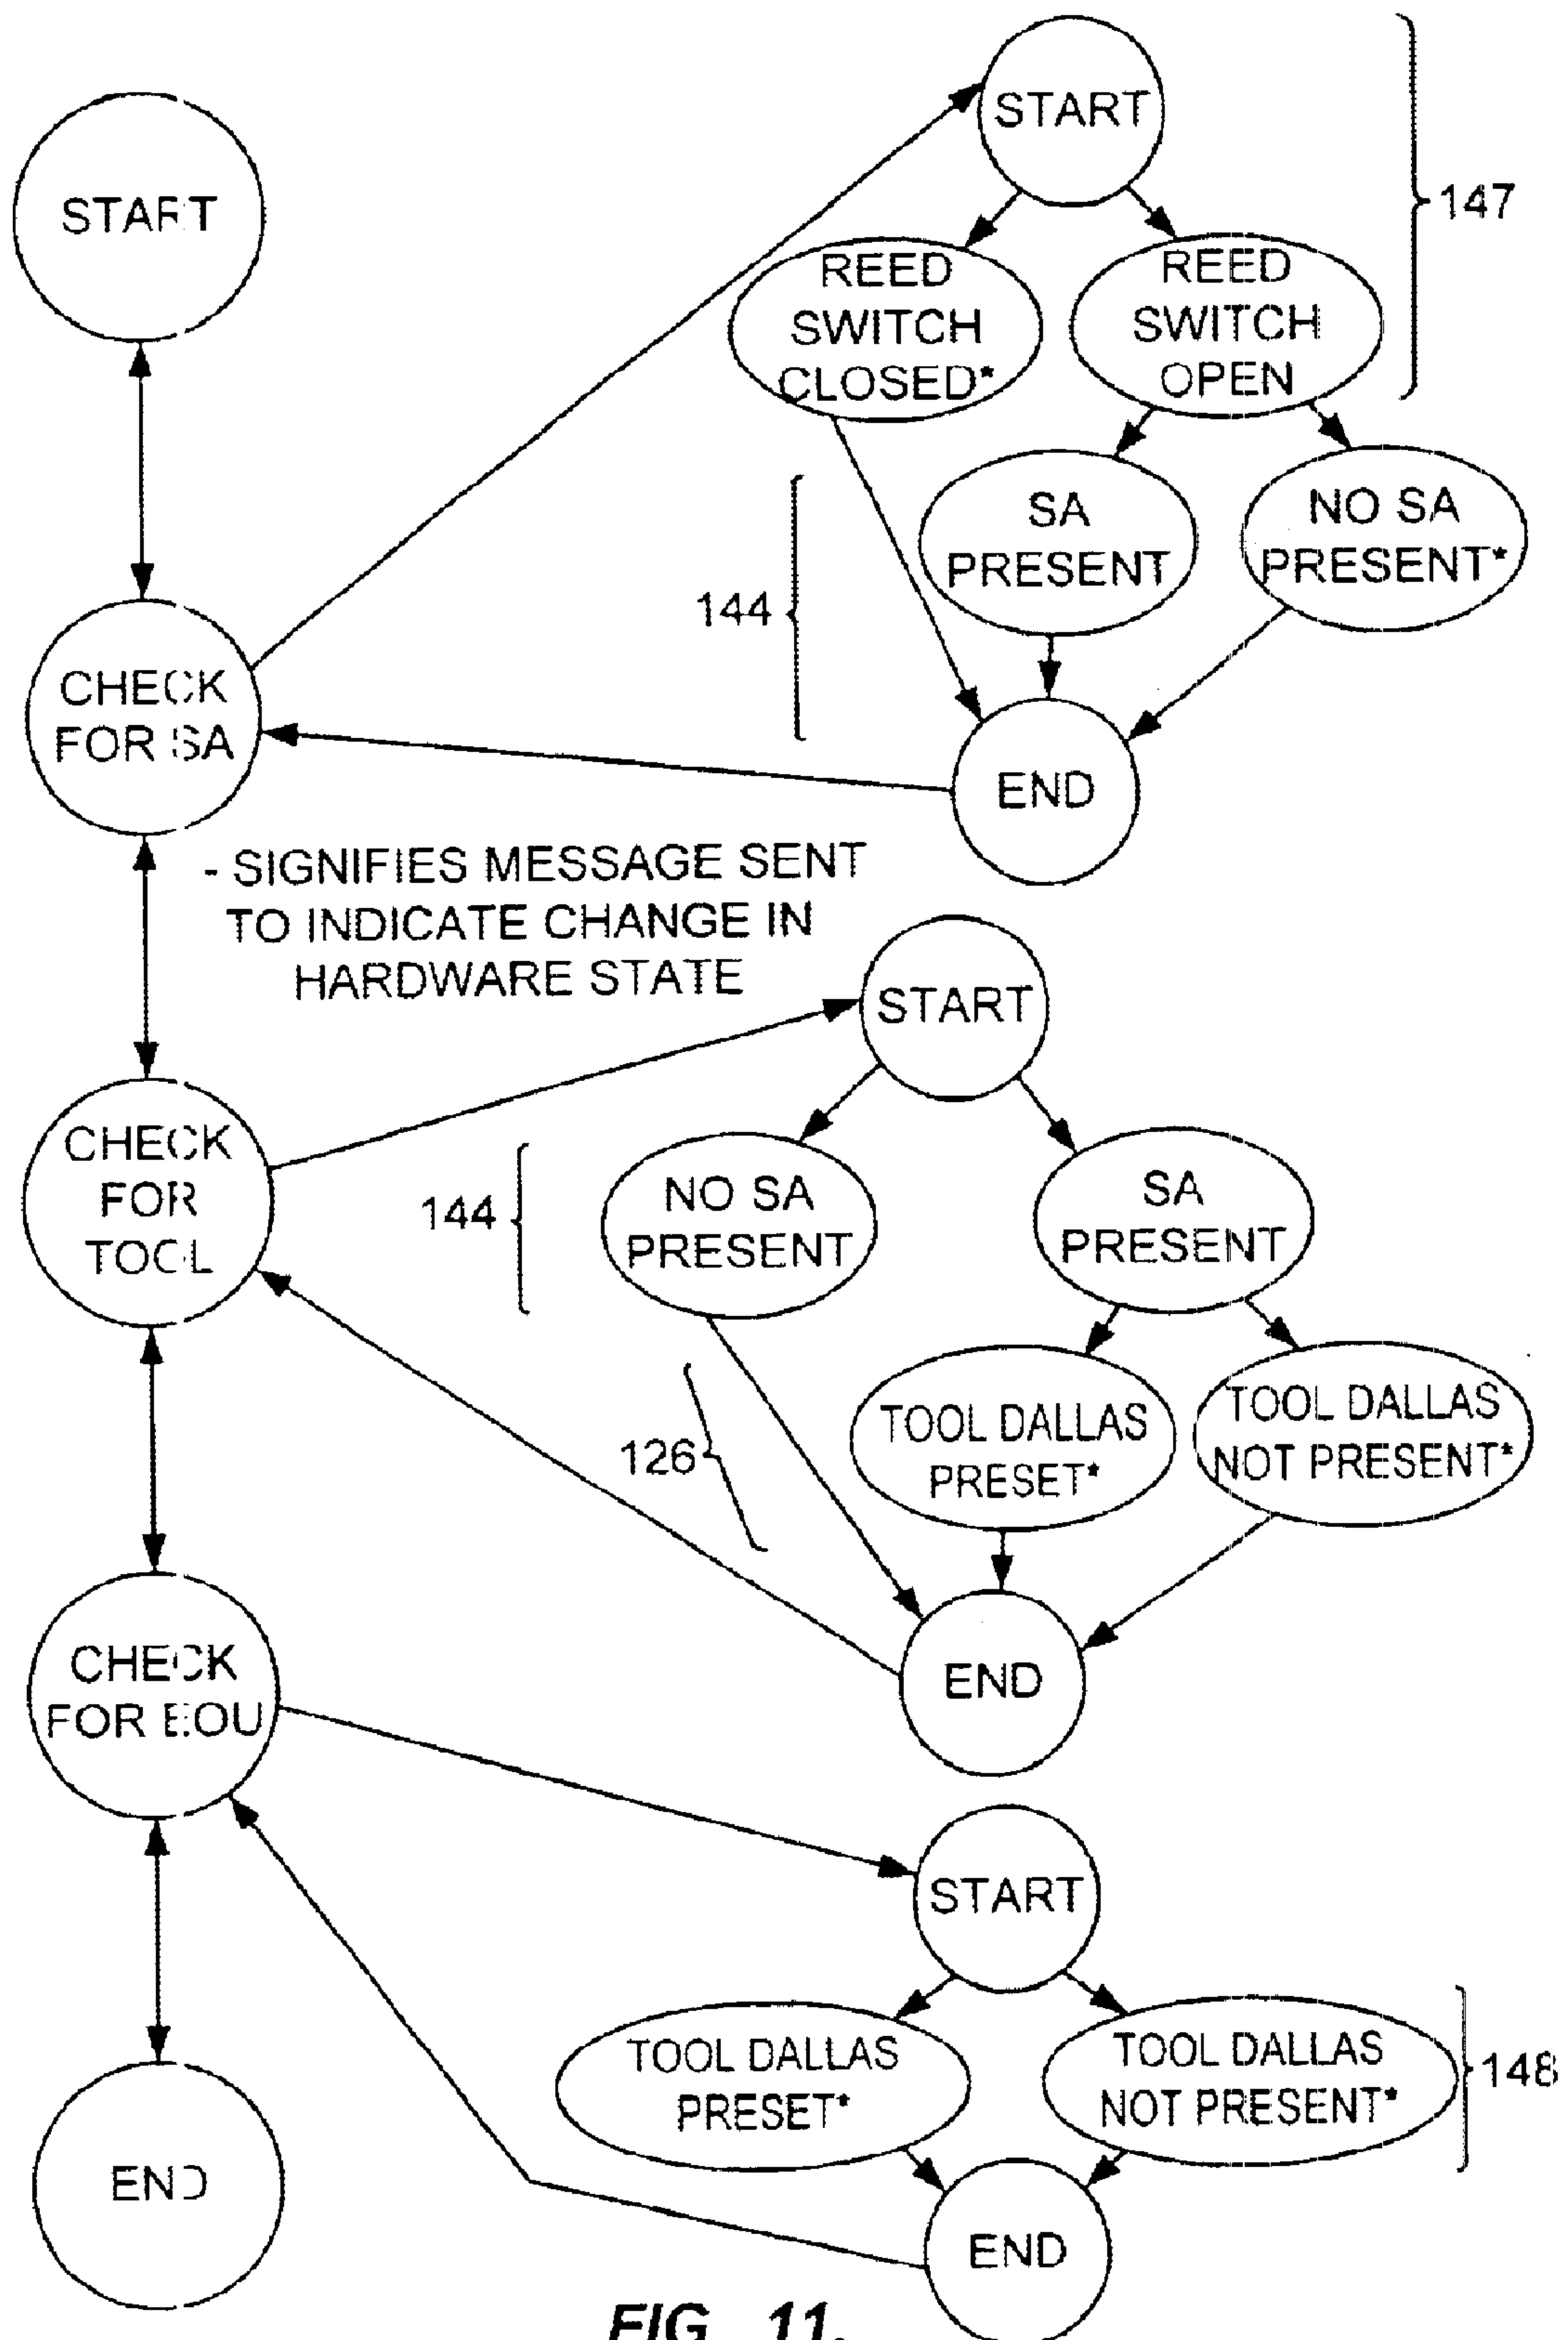 START
START
147
REED
SWITCH
CLOSED*
REED
SWITCH
OPEN
SA
PRESENT
NO SA
PRESENT*
144
CHECK
FOR SA
END
- SIGNIFIES MESSAGE SENT
TO INDICATE CHANGE IN
HARDWARE STATE
START
CHECK
FOR
TOOL
144
NO SA
PRESENT
SA
PRESENT
126
TOOL DALLAS
PRESET*
TOOL DALLAS
NOT PRESENT*
END
CHECK
FOR EOU
START
TOOL DALLAS
PRESET*
TOOL DALLAS
NOT PRESENT*
148
END
END
FIG. 11.